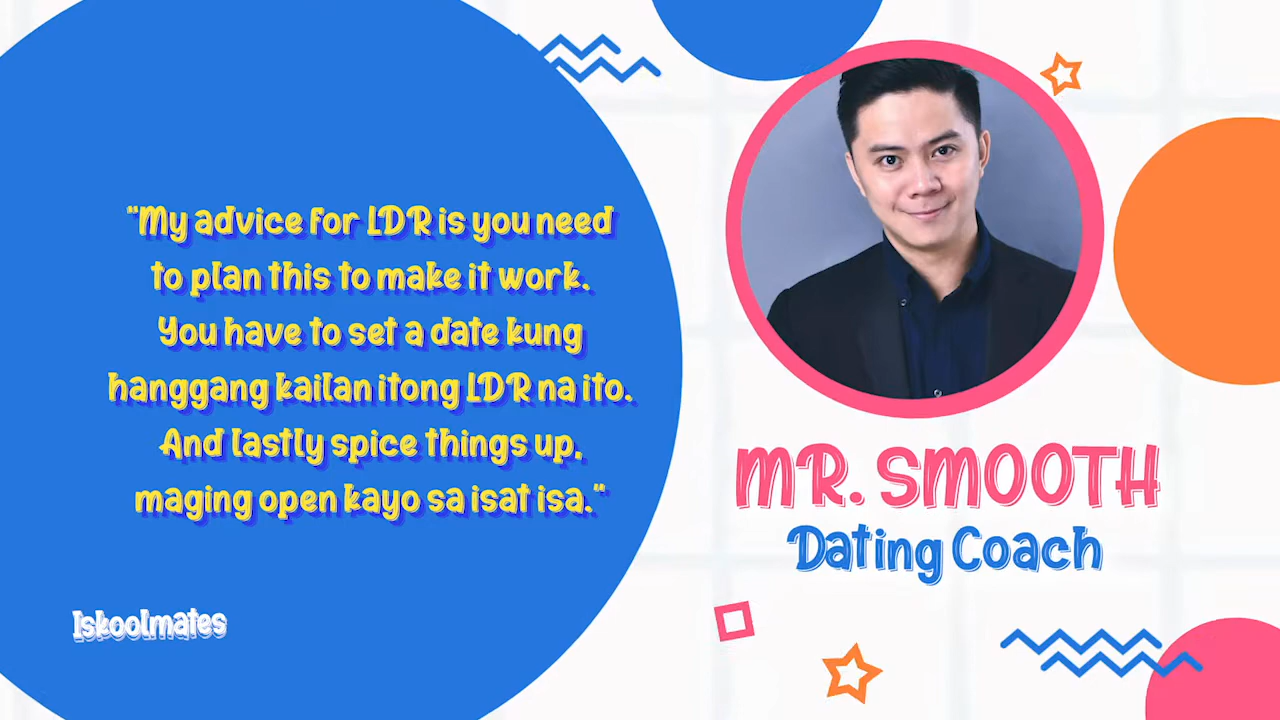 "My advice for LDR is you need
to plan this to make it work.
You have to set a date kung
hanggang kailan itong LDR na ito.
And lastly spice things up,
maging open kayo sa isat isa."
MR. SMOOTH
Dating Coach
Iskoolmates